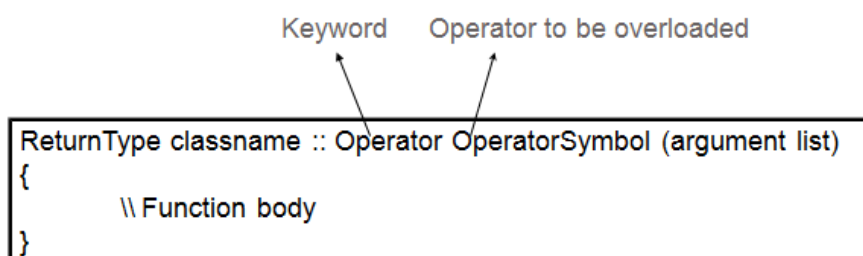 Keyword Operator to be overloaded
ReturnType classname :: Operator OperatorSymbol (argument list)
{
\\ Function body
}